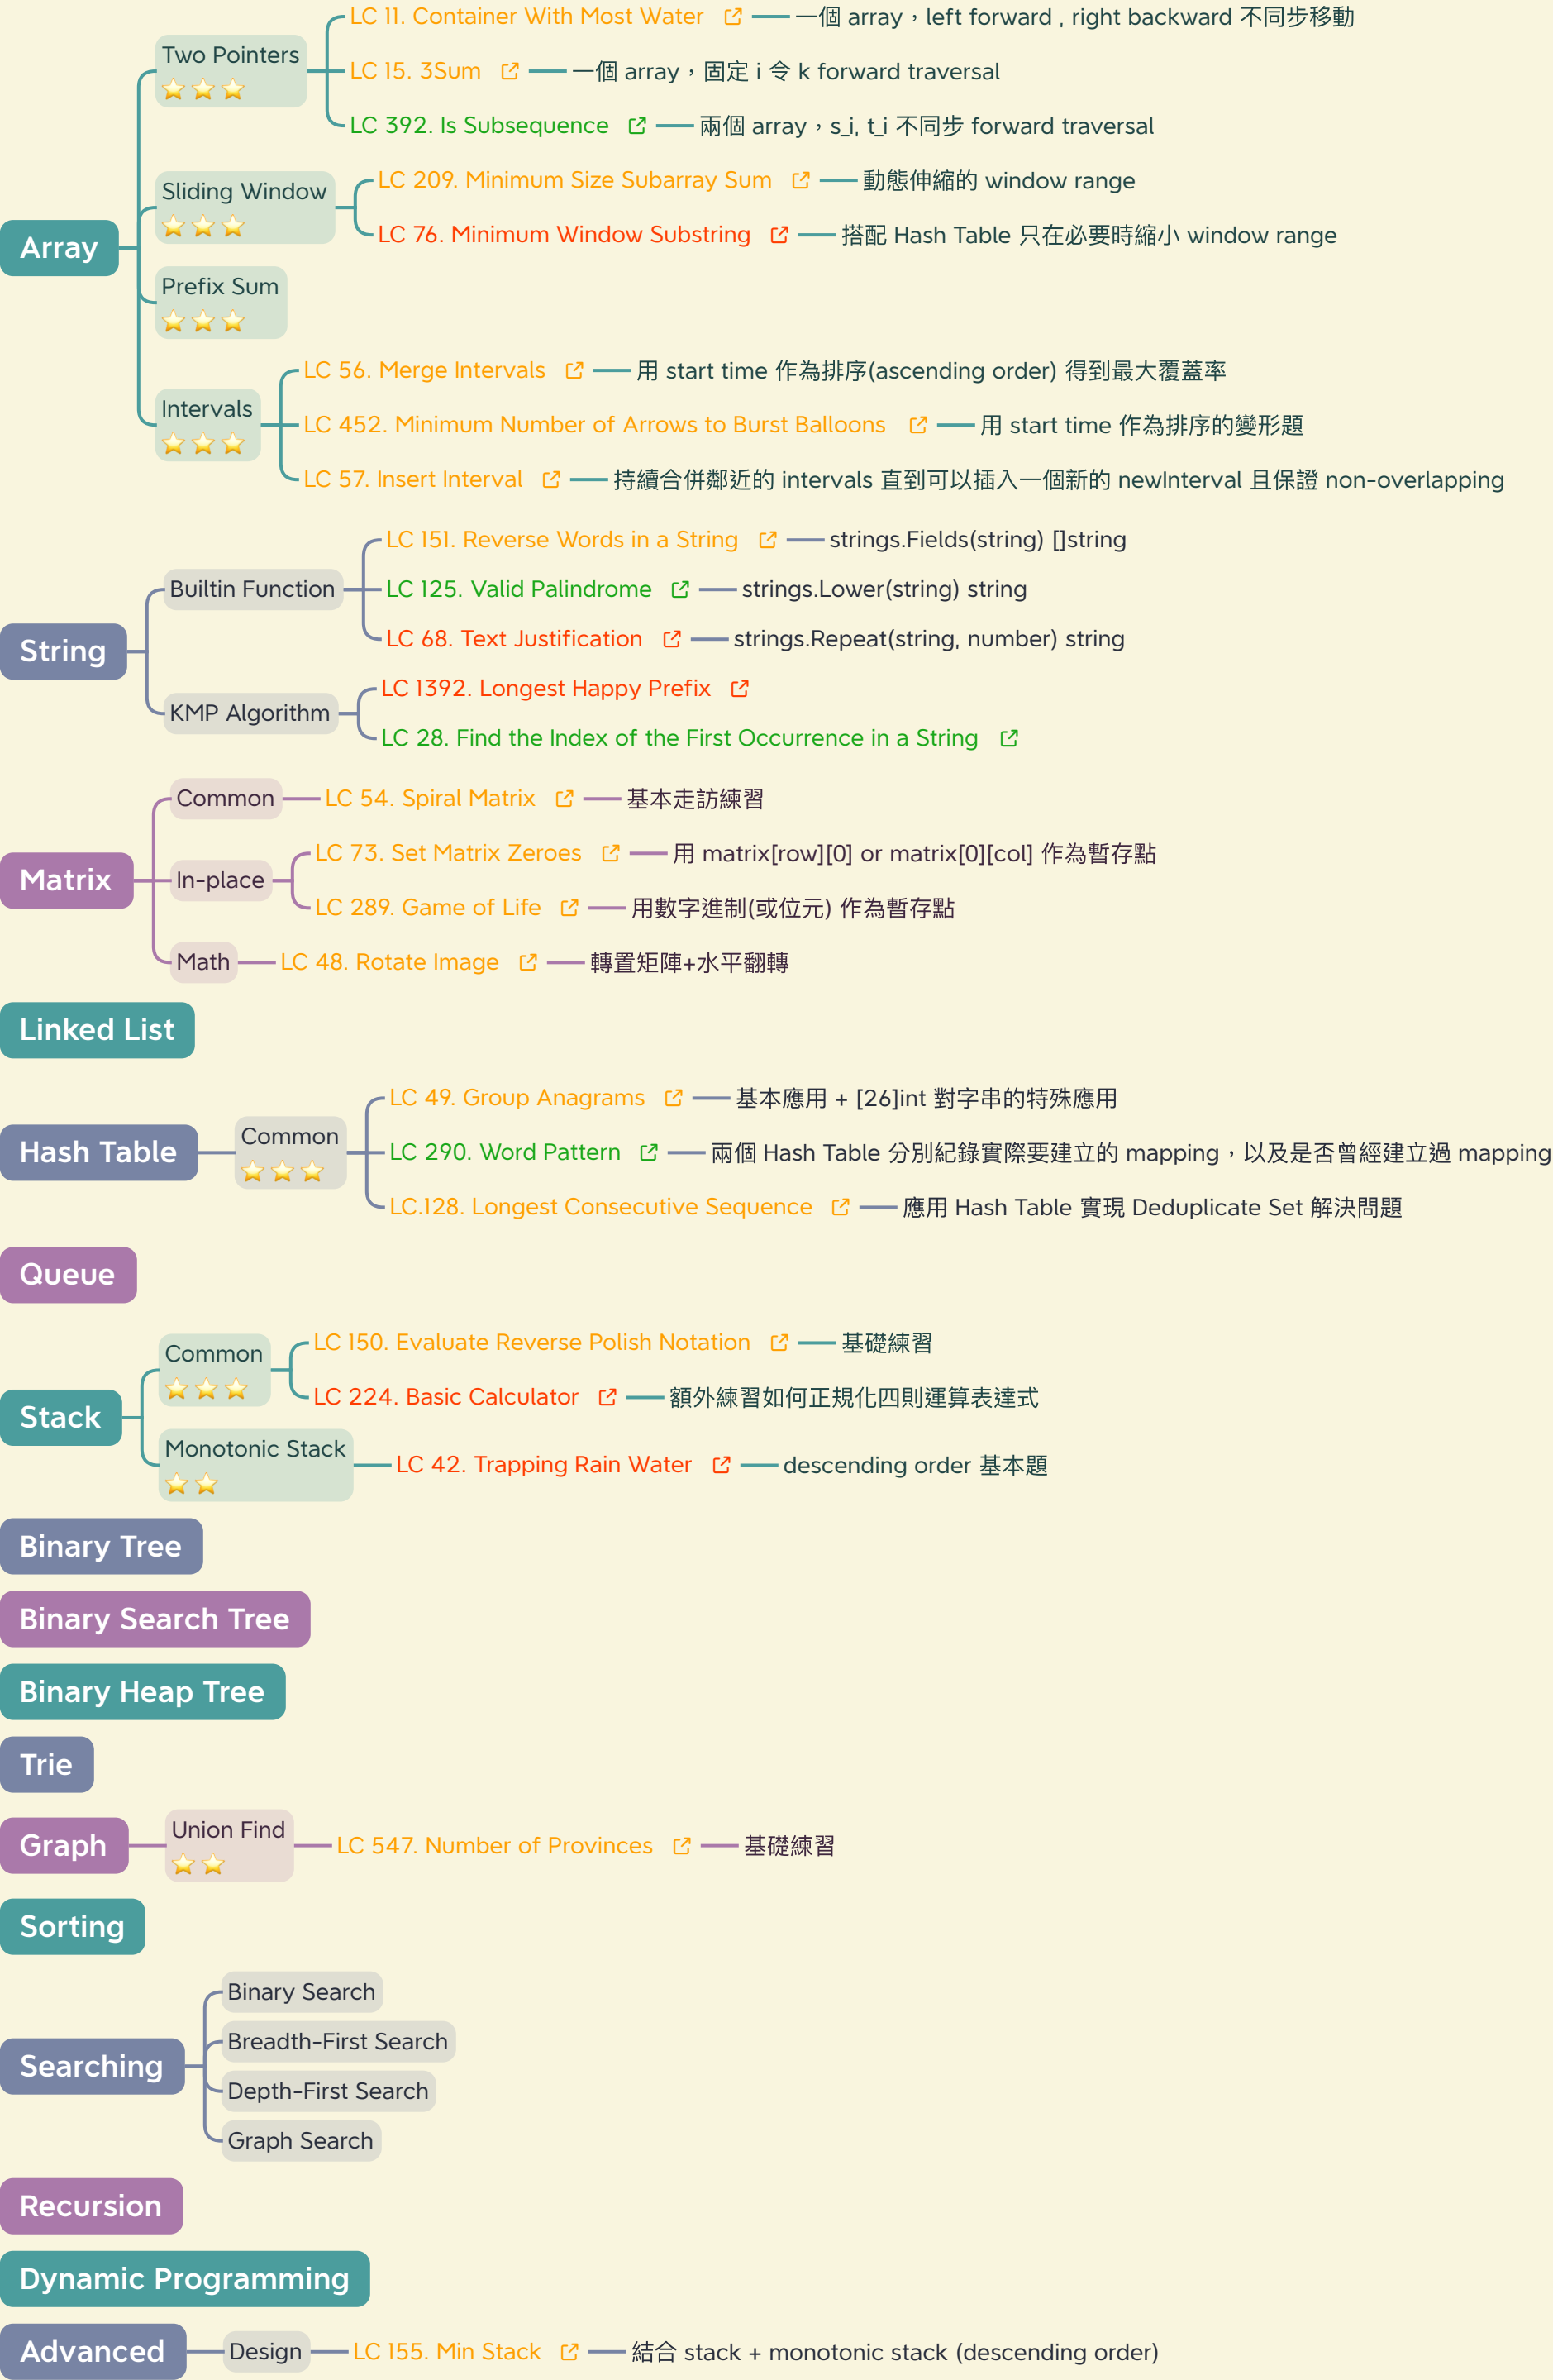 Array
Two Pointers
LC 11. Container With Most Water
一個 array，left forward , right backward 不同步移動
LC 15. 3Sum
一個 array，固定 i 令 k forward traversal
LC 392. Is Subsequence
兩個 array，s_i, t_i 不同步 forward traversal
Sliding Window
LC 209. Minimum Size Subarray Sum
動態伸縮的 window range
LC 76. Minimum Window Substring
搭配 Hash Table 只在必要時縮小 window range
Prefix Sum
Intervals
LC 56. Merge Intervals
用 start time 作為排序(ascending order) 得到最大覆蓋率
LC 452. Minimum Number of Arrows to Burst Balloons
用 start time 作為排序的變形題
LC 57. Insert Interval
持續合併鄰近的 intervals 直到可以插入一個新的 newInterval 且保證 non-overlapping
String
Builtin Function
LC 151. Reverse Words in a String
strings.Fields(string) []string
LC 125. Valid Palindrome
strings.Lower(string) string
LC 68. Text Justification
strings.Repeat(string, number) string
KMP Algorithm
LC 1392. Longest Happy Prefix
LC 28. Find the Index of the First Occurrence in a String
Matrix
Common
LC 54. Spiral Matrix
基本走訪練習
In-place
LC 73. Set Matrix Zeroes
用 matrix[row][0] or matrix[0][col] 作為暫存點
LC 289. Game of Life
用數字進制(或位元) 作為暫存點
Math
LC 48. Rotate Image
轉置矩陣+水平翻轉
Linked List
Hash Table
Common
LC 49. Group Anagrams
基本應用 + [26]int 對字串的特殊應用
LC 290. Word Pattern
兩個 Hash Table 分別紀錄實際要建立的 mapping，以及是否曾經建立過 mapping
LC.128. Longest Consecutive Sequence
應用 Hash Table 實現 Deduplicate Set 解決問題
Queue
Stack
Common
LC 150. Evaluate Reverse Polish Notation
基礎練習
LC 224. Basic Calculator
額外練習如何正規化四則運算表達式
Monotonic Stack
LC 42. Trapping Rain Water
descending order 基本題
Binary Tree
Binary Search Tree
Binary Heap Tree
Trie
Graph
Union Find
LC 547. Number of Provinces
基礎練習
Sorting
Searching
Binary Search
Breadth-First Search
Depth-First Search
Graph Search
Recursion
Dynamic Programming
Advanced
Design
LC 155. Min Stack
結合 stack + monotonic stack (descending order)